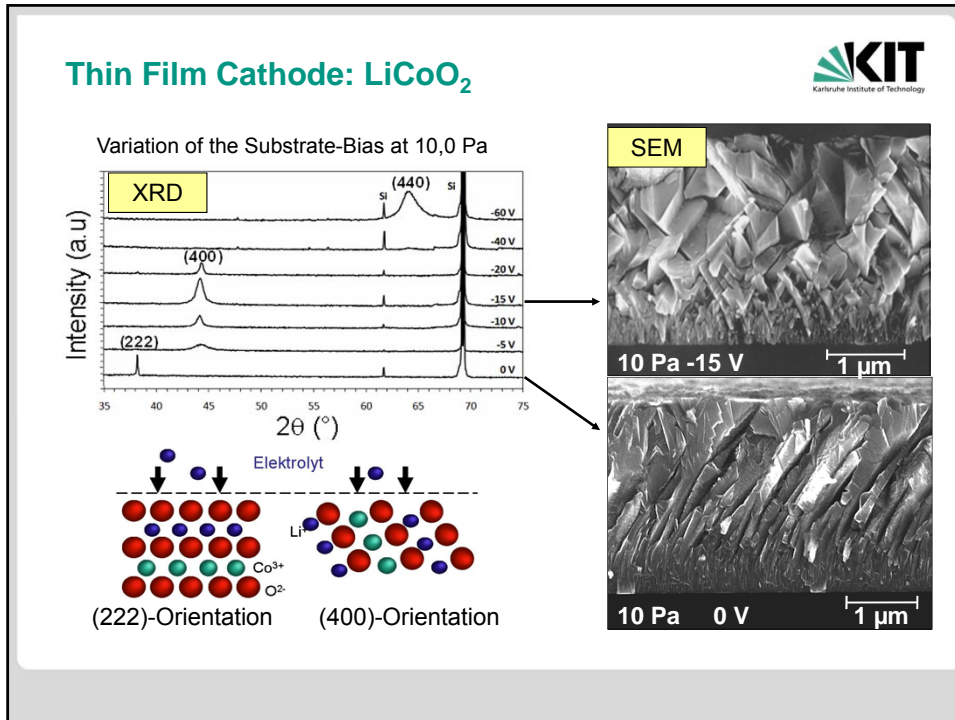 Thin Film Cathode: LiCoO₂
KIT
Karlsruhe Institute of Technology
Variation of the Substrate-Bias at 10,0 Pa
XRD
(440)
Si
Si
-60 V
-40 V
(400)
-20 V
-15 V
-10 V
(222)
-5 V
0 V
Intensity (a.u)
35 40 45 50 55 60 65 70 75
2θ (°)
SEM
10 Pa -15 V
1 µm
10 Pa 0 V
1 µm
Elektrolyt
Li⁺
Co³⁺
O²⁻
(222)-Orientation
(400)-Orientation